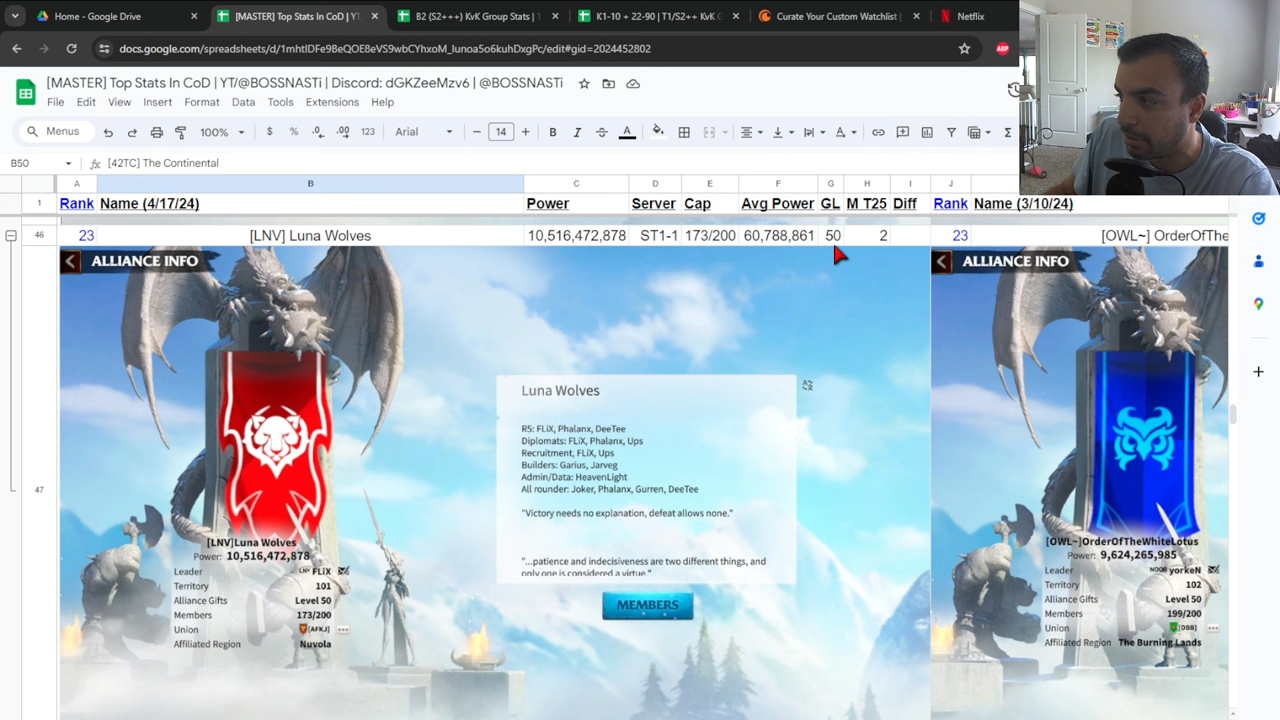 Home - Google Drive
[MASTER] Top Stats In CoD | YT
B2 (S2+++) KvK Group Stats | 1
K1-10 + 22-90 | T1/S2++ KvK G
Curate Your Custom Watchlist
Netflix
[MASTER] Top Stats In CoD | YT/@BOSSNASTi | Discord: dGKZeeMzv6 | @BOSSNASTi
File Edit View Insert Format Data Tools Extensions Help
Menus 100% $ % .0 .00 123 Arial 14 B I A
B50 fx [42TC] The Continental
A B C D E F G H I J
1 Rank Name (4/17/24) Power Server Cap Avg Power GL M T25 Diff Rank Name (3/10/24)
46 23 [LNV] Luna Wolves 10,516,472,878 ST1-1 173/200 60,788,861 50 2 23 [OWL~] OrderOfThe
ALLIANCE INFO ALLIANCE INFO
Luna Wolves
R5: FLiX, Phalanx, DeeTee
Diplomats: FLiX, Phalanx, Ups
Recruitment, FLiX, Ups
Builders: Garius, Jarveg
Admin/Data: HeavenLight
All rounder: Joker, Phalanx, Gurren, DeeTee
"Victory needs no explanation, defeat allows none."
"...patience and indecisiveness are two different things, and
only one is considered a virtue."
MEMBERS
47
[LNV]Luna Wolves
Power: 10,516,472,878
Leader LNV FLiX
Territory 101
Alliance Gifts Level 50
Members 173/200
Union [AFKJ]
Affiliated Region Nuvola
[OWL~]OrderOfTheWhiteLotus
Power: 9,624,265,985
Leader NOOB yorkeN
Territory 102
Alliance Gifts Level 50
Members 199/200
Union [DBB]
Affiliated Region The Burning Lands